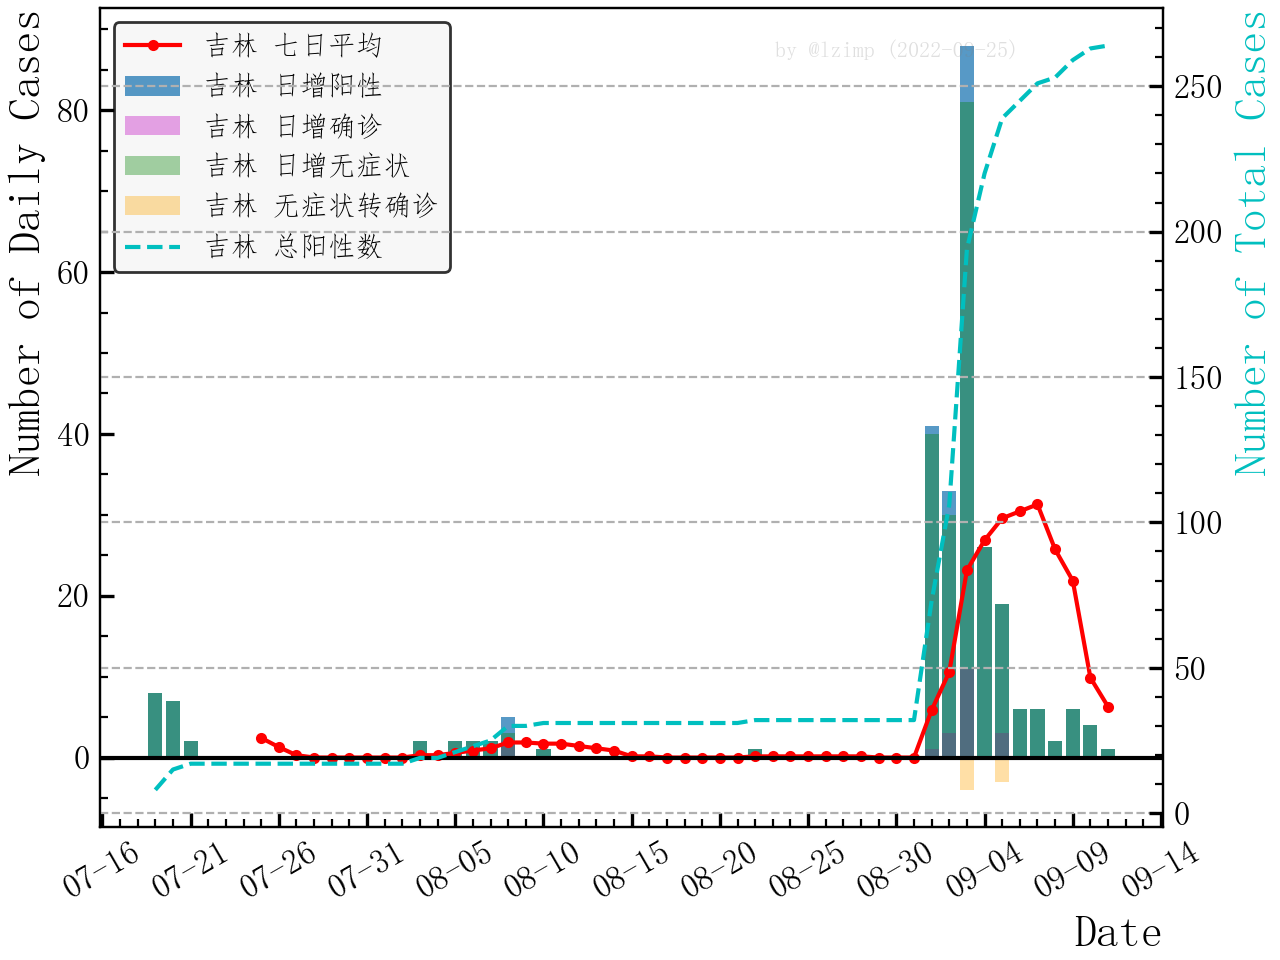 吉林 七日平均
吉林 日增阳性
吉林 日增确诊
吉林 日增无症状
吉林 无症状转确诊
吉林 总阳性数
by @lzimp (2022- -25)
Number of Daily Cases
80
60
40
20
0
Number of Total Cases
250
200
150
100
50
0
07-16 07-21 07-26 07-31 08-05 08-10 08-15 08-20 08-25 08-30 09-04 09-09 09-14
Date